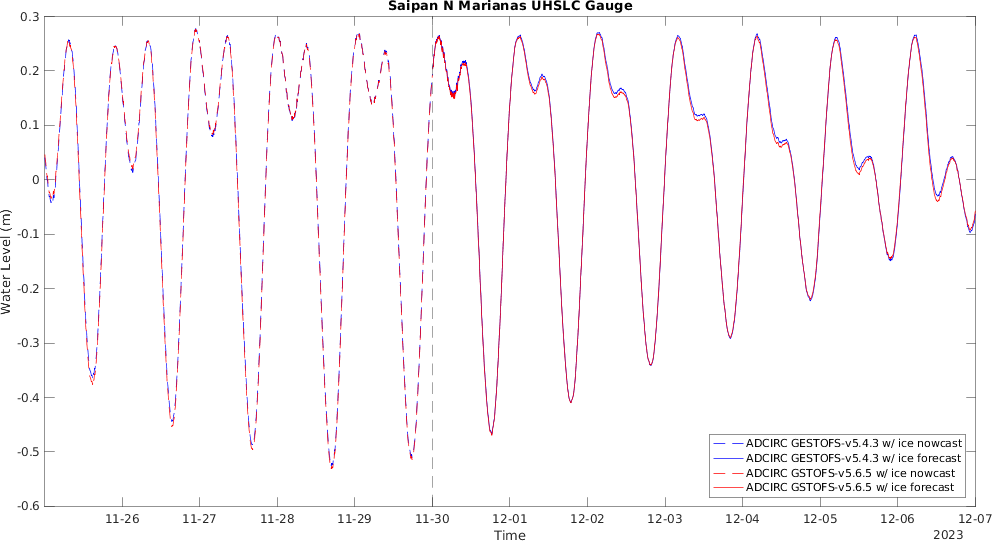 Saipan N Marianas UHSLC Gauge
0.3
0.2
0.1
0
-0.1
-0.2
-0.3
-0.4
-0.5
-0.6
Water Level (m)
ADCIRC GESTOFS-v5.4.3 w/ ice nowcast
ADCIRC GESTOFS-v5.4.3 w/ ice forecast
ADCIRC GSTOFS-v5.6.5 w/ ice nowcast
ADCIRC GSTOFS-v5.6.5 w/ ice forecast
11-26 11-27 11-28 11-29 11-30 12-01 12-02 12-03 12-04 12-05 12-06 12-07
Time 2023